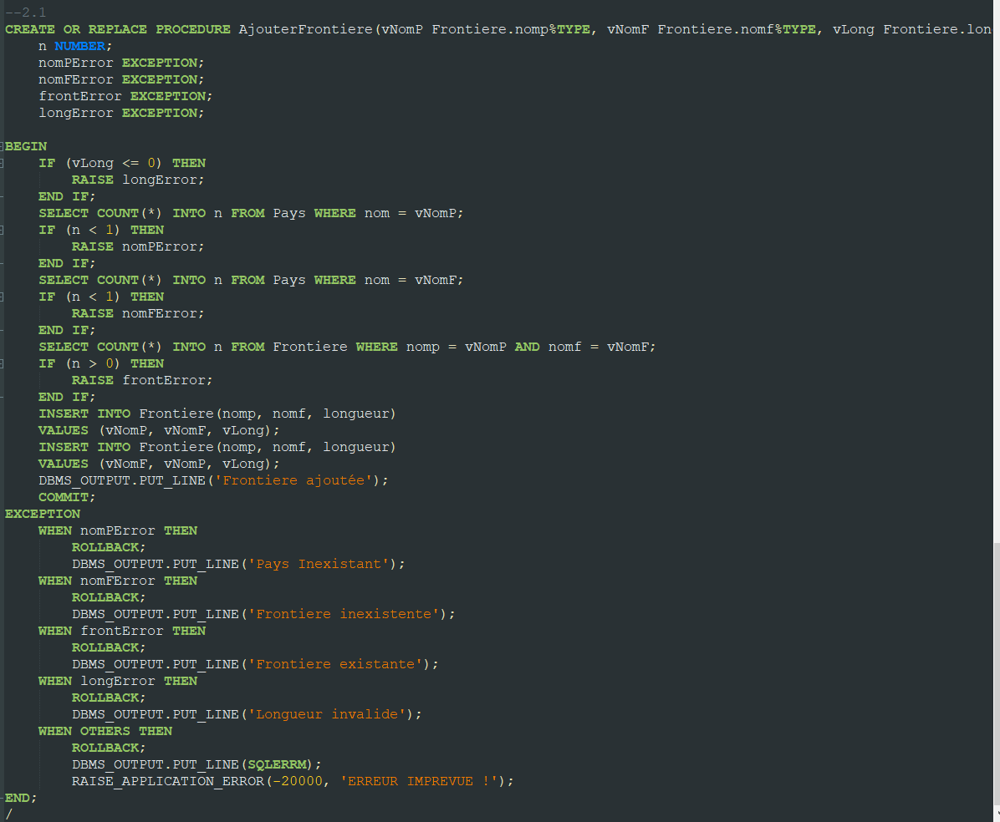 --2.1
CREATE OR REPLACE PROCEDURE AjouterFrontiere(vNomP Frontiere.nomp%TYPE, vNomF Frontiere.nomf%TYPE, vLong Frontiere.lon
    n NUMBER;
    nomPError EXCEPTION;
    nomFError EXCEPTION;
    frontError EXCEPTION;
    longError EXCEPTION;

BEGIN
    IF (vLong <= 0) THEN
        RAISE longError;
    END IF;
    SELECT COUNT(*) INTO n FROM Pays WHERE nom = vNomP;
    IF (n < 1) THEN
        RAISE nomPError;
    END IF;
    SELECT COUNT(*) INTO n FROM Pays WHERE nom = vNomF;
    IF (n < 1) THEN
        RAISE nomFError;
    END IF;
    SELECT COUNT(*) INTO n FROM Frontiere WHERE nomp = vNomP AND nomf = vNomF;
    IF (n > 0) THEN
        RAISE frontError;
    END IF;
    INSERT INTO Frontiere(nomp, nomf, longueur)
    VALUES (vNomP, vNomF, vLong);
    INSERT INTO Frontiere(nomp, nomf, longueur)
    VALUES (vNomF, vNomP, vLong);
    DBMS_OUTPUT.PUT_LINE('Frontiere ajoutée');
    COMMIT;
EXCEPTION
    WHEN nomPError THEN
        ROLLBACK;
        DBMS_OUTPUT.PUT_LINE('Pays Inexistant');
    WHEN nomFError THEN
        ROLLBACK;
        DBMS_OUTPUT.PUT_LINE('Frontiere inexistente');
    WHEN frontError THEN
        ROLLBACK;
        DBMS_OUTPUT.PUT_LINE('Frontiere existante');
    WHEN longError THEN
        ROLLBACK;
        DBMS_OUTPUT.PUT_LINE('Longueur invalide');
    WHEN OTHERS THEN
        ROLLBACK;
        DBMS_OUTPUT.PUT_LINE(SQLERRM);
        RAISE_APPLICATION_ERROR(-20000, 'ERREUR IMPREVUE !');
END;
/